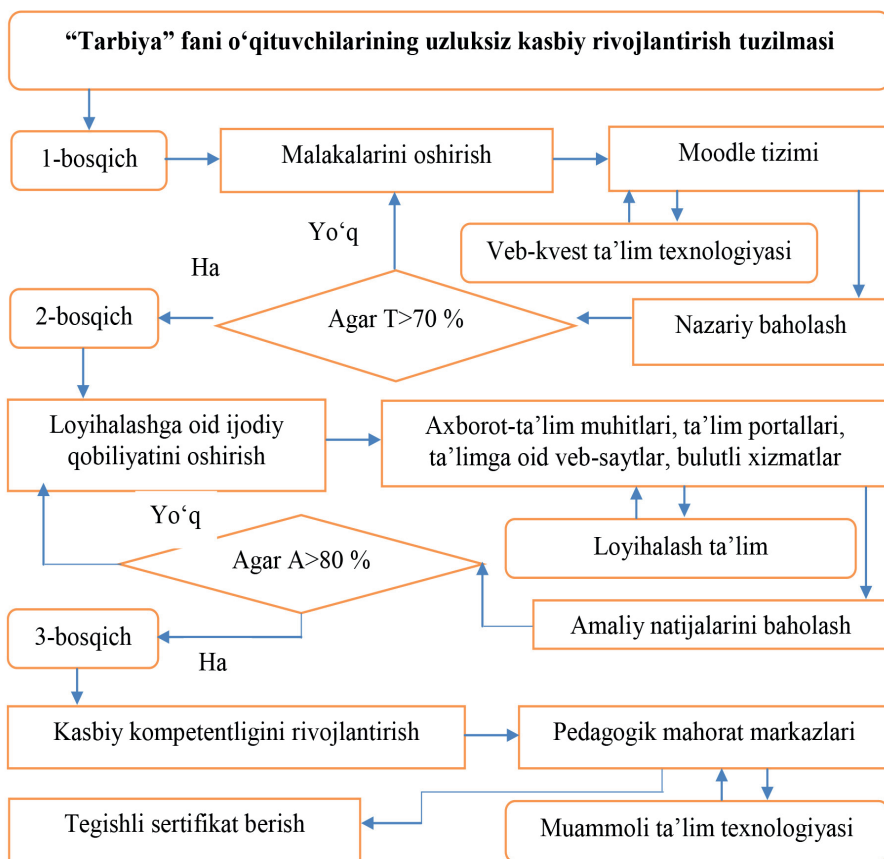 “Tarbiya” fani o‘qituvchilarining uzluksiz kasbiy rivojlantirish tuzilmasi
1-bosqich
Malakalarini oshirish
Moodle tizimi
Yo‘q
Veb-kvest ta’lim texnologiyasi
Ha
2-bosqich
Agar T>70 %
Nazariy baholash
Loyihalashga oid ijodiy
qobiliyatini oshirish
Axborot-ta’lim muhitlari, ta’lim portallari,
ta’limga oid veb-saytlar, bulutli xizmatlar
Yo‘q
Agar A>80 %
Loyihalash ta’lim
3-bosqich
Amaliy natijalarini baholash
Ha
Kasbiy kompetentligini rivojlantirish
Pedagogik mahorat markazlari
Tegishli sertifikat berish
Muammoli ta’lim texnologiyasi